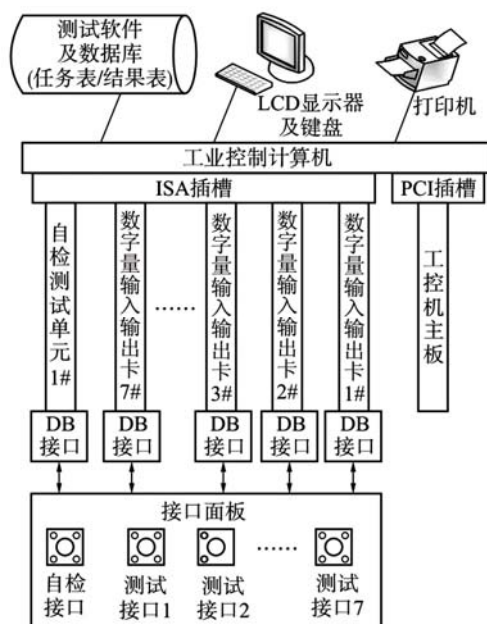 测试软件
及数据库
(任务表/结果表)
LCD显示器
及键盘
打印机
工业控制计算机
ISA插槽
PCI插槽
自检测试单元1#
数字量输入输出卡7#
……
数字量输入输出卡3#
数字量输入输出卡2#
数字量输入输出卡1#
工控机主板
DB
接口
DB
接口
DB
接口
DB
接口
DB
接口
接口面板
自检
接口
测试
接口1
测试
接口2
……
测试
接口7